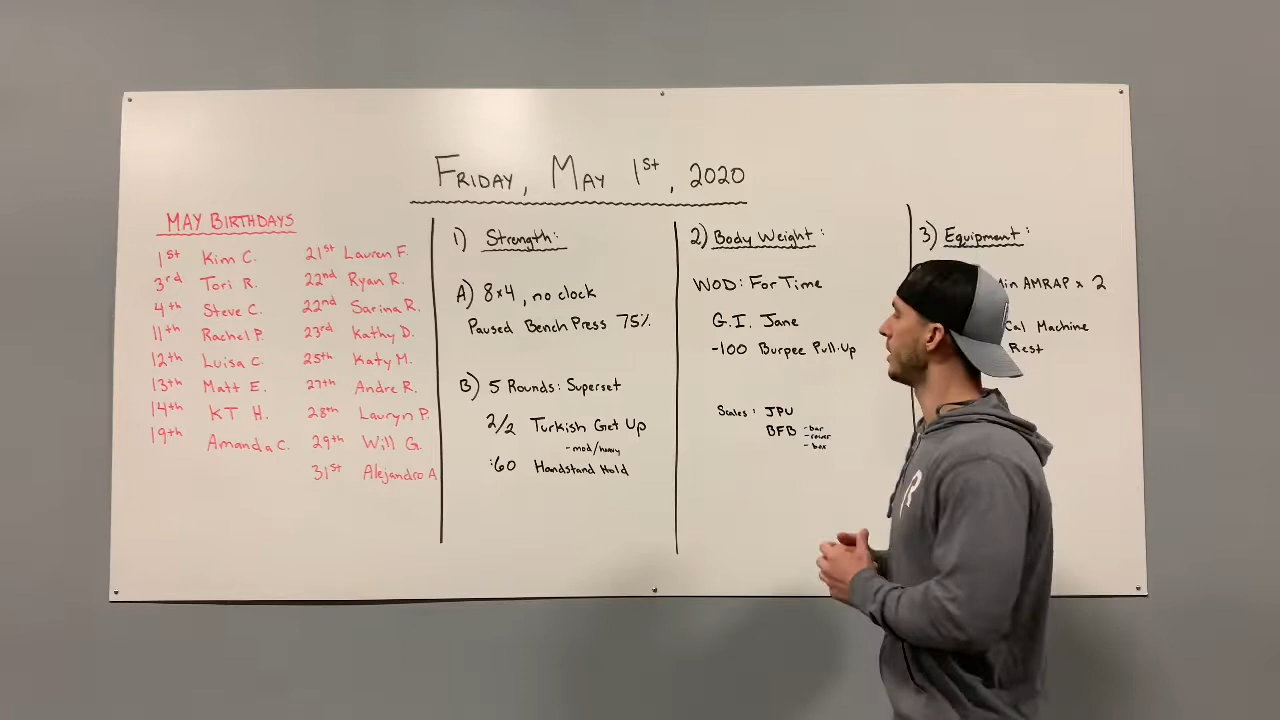 Friday, May 1st, 2020
May Birthdays
1st Kim C.
3rd Tori R.
4th Steve C.
11th Rachel P.
12th Luisa C.
13th Matt E.
14th KT H.
19th Amanda C.
21st Lauren F.
22nd Ryan R.
22nd Sarina R.
23rd Kathy D.
25th Katy M.
27th Andre R.
28th Lauryn P.
29th Will G.
31st Alejandro A
1) Strength:
A) 8x4, no clock
Paused Bench Press 75%
B) 5 Rounds: Superset
2/2 Turkish Get Up
-mod/heavy
:60 Handstand Hold
2) Body Weight:
WOD: For Time
G.I. Jane
-100 Burpee Pull-Up
Scales: JPU
BFB -bar
-rower
-box
3) Equipment:
AMRAP x 2
Cal Machine
Rest
R